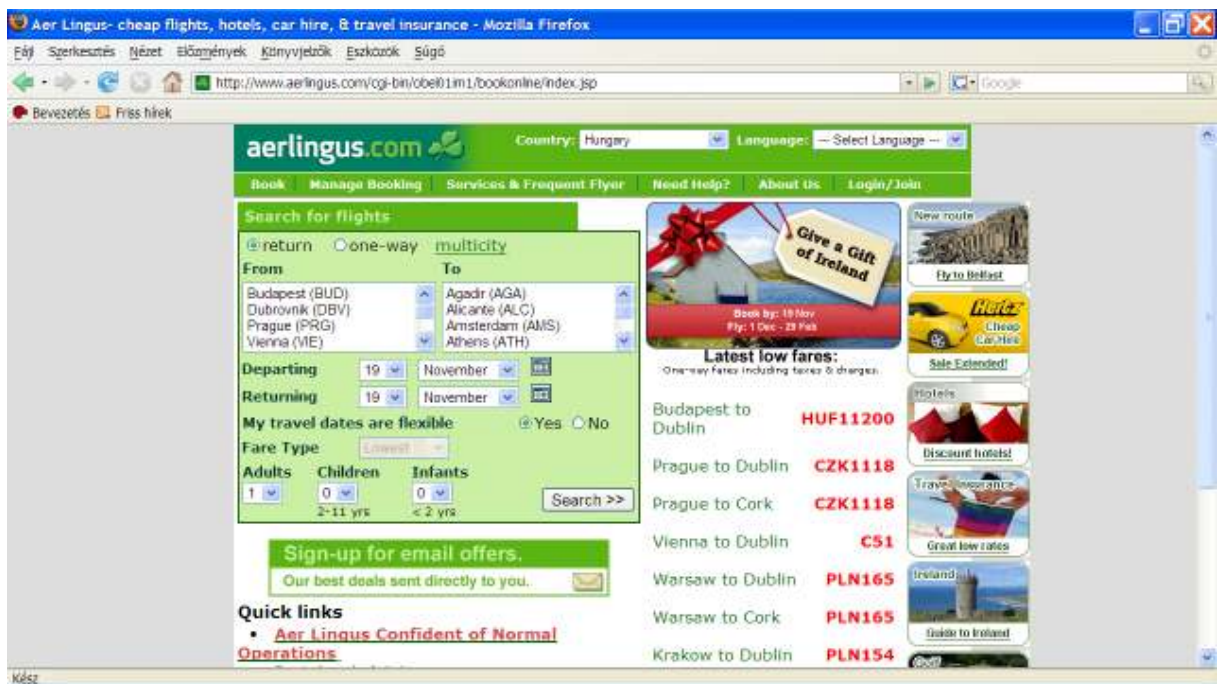 Aer Lingus- cheap flights, hotels, car hire, & travel insurance - Mozilla Firefox
Fájl Szerkesztés Nézet Előzmények Könyvjelzők Eszközök Súgó
http://www.aerlingus.com/cgi-bin/obel01im1/bookonline/index.jsp
Google
Bevezetés Friss hírek
aerlingus.com
Country: Hungary Language: --- Select Language ---
Book Manage Booking Services & Frequent Flyer Need Help? About Us Login/Join
Search for flights
return one-way multicity
From To
Budapest (BUD) Agadir (AGA)
Dubrovnik (DBV) Alicante (ALC)
Prague (PRG) Amsterdam (AMS)
Vienna (VIE) Athens (ATH)
Departing 19 November
Returning 19 November
My travel dates are flexible Yes No
Fare Type Lowest
Adults Children Infants
1 0 0 Search >>
2-11 yrs < 2 yrs
Sign-up for email offers.
Our best deals sent directly to you.
Quick links
Aer Lingus Confident of Normal
Operations
Give a Gift
of Ireland
Book by: 19 Nov
Fly: 1 Dec - 29 Feb
Latest low fares:
One-way fares including taxes & charges.
Budapest to
Dublin HUF11200
Prague to Dublin CZK1118
Prague to Cork CZK1118
Vienna to Dublin €51
Warsaw to Dublin PLN165
Warsaw to Cork PLN165
Krakow to Dublin PLN154
New route
Fly to Belfast
Hertz
Cheap
Car Hire
Sale Extended!
Hotels
Discount hotels!
Travel Insurance
Great low rates
Ireland
Guide to Ireland
Golf
Kész